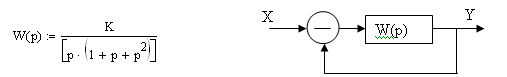 W(p) := K / [p · (1 + p + p²)]
X
Y
—
W(p)